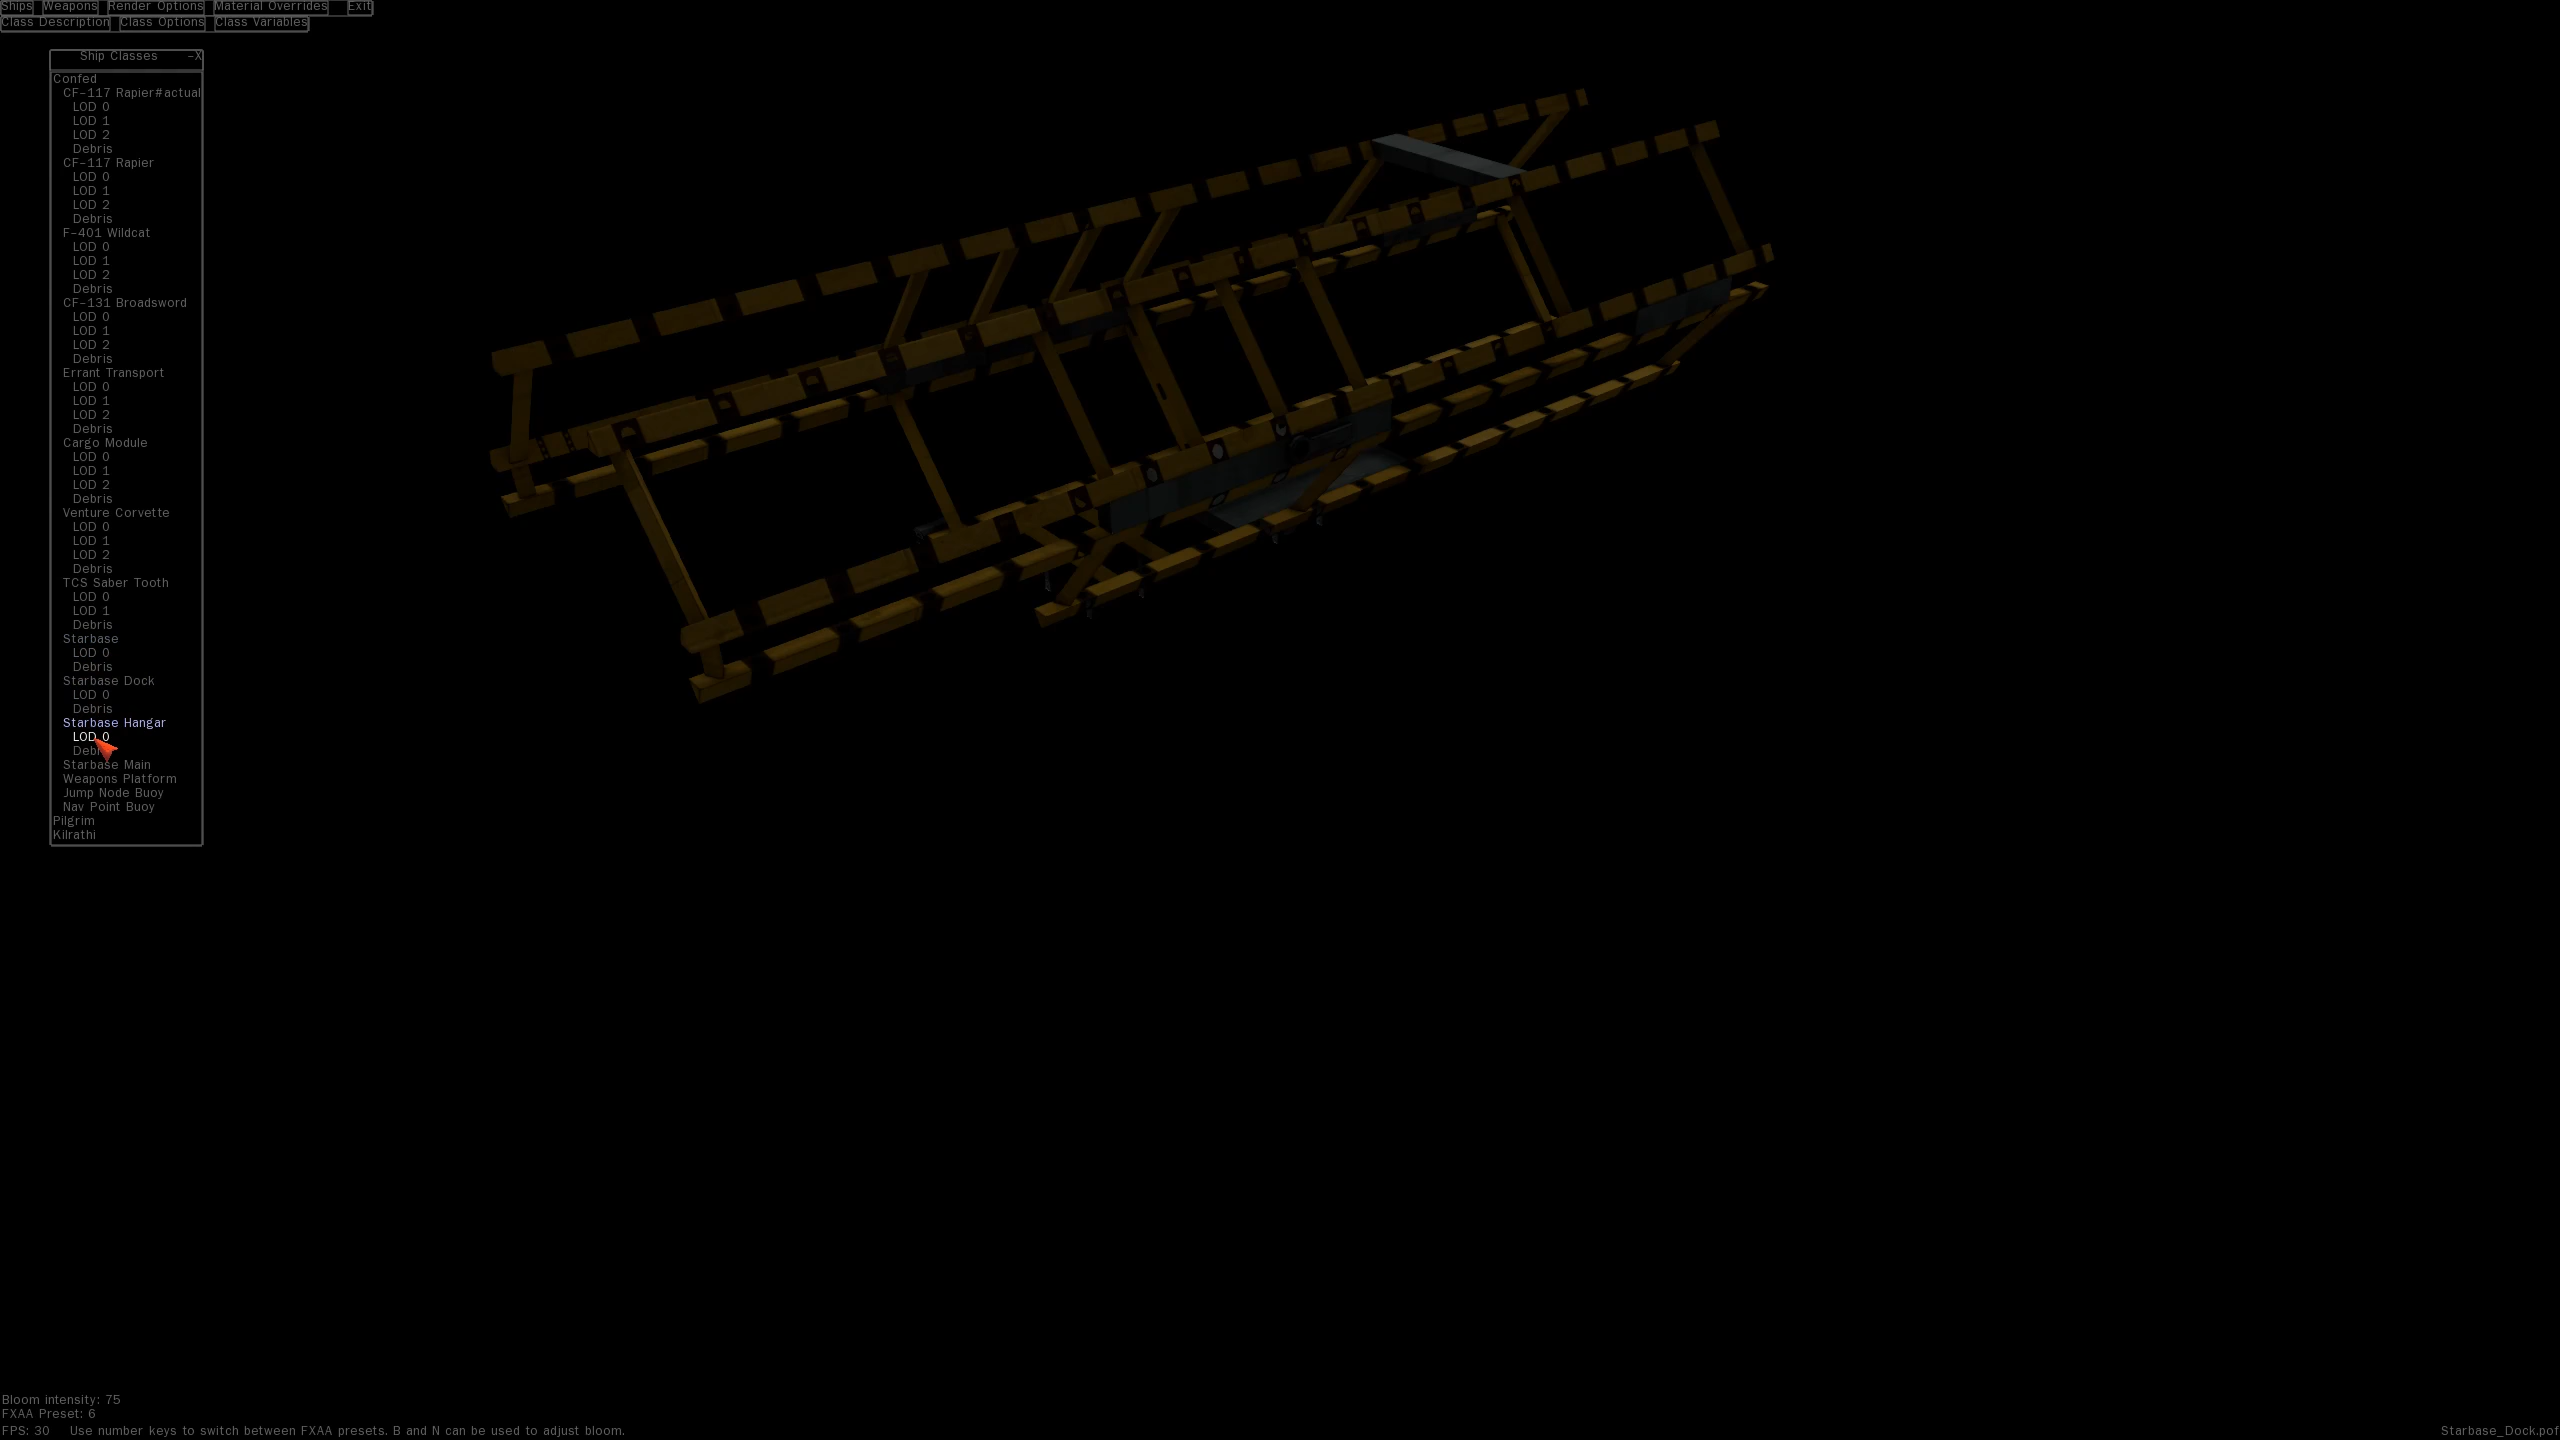 Ships Weapons Render Options Material Overrides Exit
Class Description Class Options Class Variables
Ship Classes -X
Confed
CF-117 Rapier#actual
LOD 0
LOD 1
LOD 2
Debris
CF-117 Rapier
LOD 0
LOD 1
LOD 2
Debris
F-401 Wildcat
LOD 0
LOD 1
LOD 2
Debris
CF-131 Broadsword
LOD 0
LOD 1
LOD 2
Debris
Errant Transport
LOD 0
LOD 1
LOD 2
Debris
Cargo Module
LOD 0
LOD 1
LOD 2
Debris
Venture Corvette
LOD 0
LOD 1
LOD 2
Debris
TCS Saber Tooth
LOD 0
LOD 1
Debris
Starbase
LOD 0
Debris
Starbase Dock
LOD 0
Debris
Starbase Hangar
LOD 0
Debris
Starbase Main
Weapons Platform
Jump Node Buoy
Nav Point Buoy
Pilgrim
Kilrathi
Bloom intensity: 75
FXAA Preset: 6
FPS: 30 Use number keys to switch between FXAA presets. B and N can be used to adjust bloom.
Starbase_Dock.pof